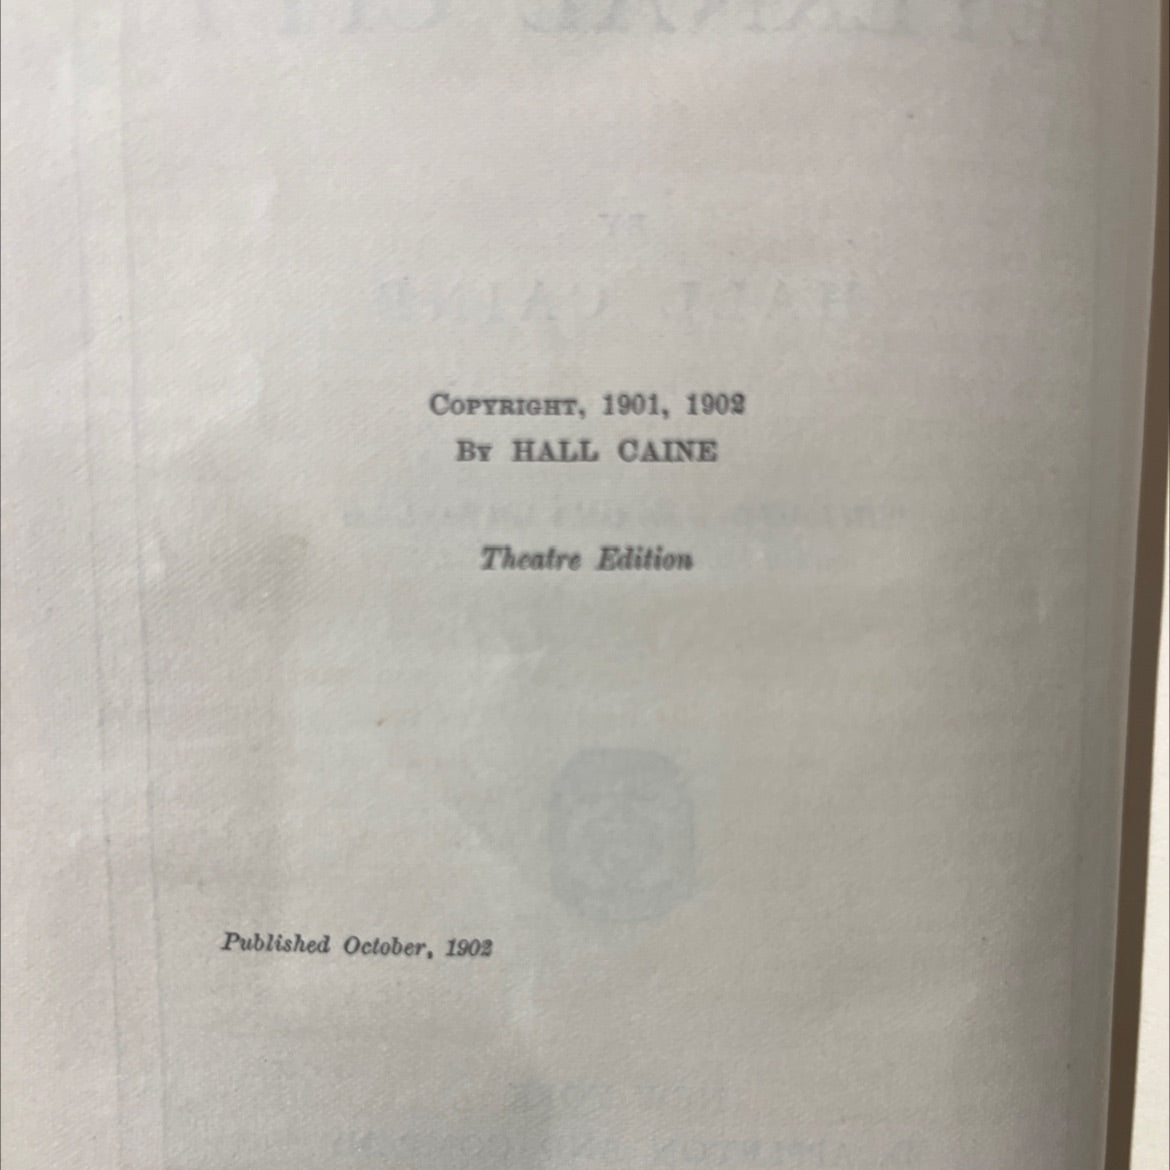 COPYRIGHT, 1901, 1902
BY HALL CAINE
Theatre Edition
Published October, 1902